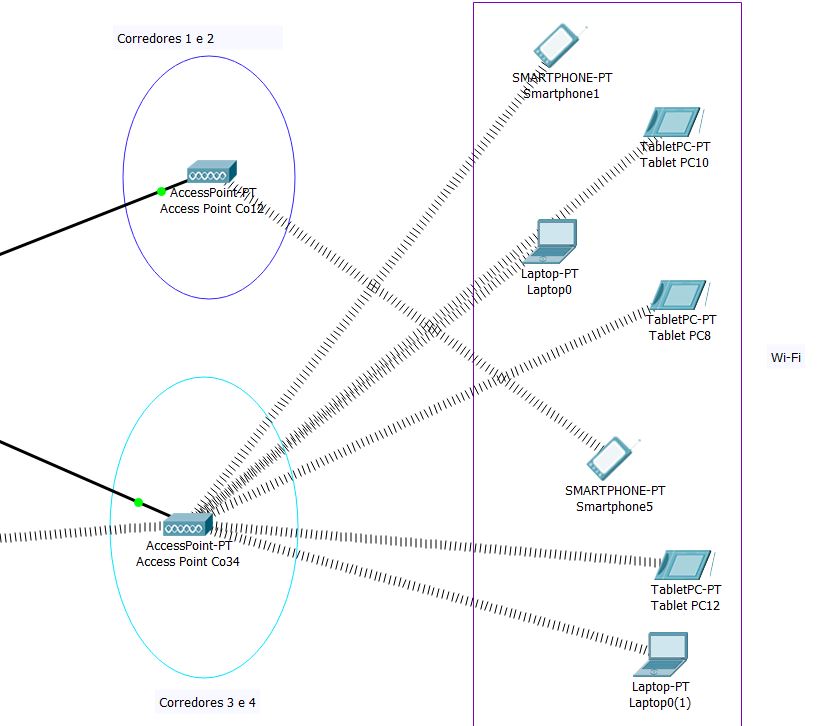 Corredores 1 e 2
SMARTPHONE-PT
Smartphone1
TabletPC-PT
Tablet PC10
AccessPoint-PT
Access Point Co12
Laptop-PT
Laptop0
TabletPC-PT
Tablet PC8
Wi-Fi
SMARTPHONE-PT
Smartphone5
AccessPoint-PT
Access Point Co34
TabletPC-PT
Tablet PC12
Laptop-PT
Laptop0(1)
Corredores 3 e 4